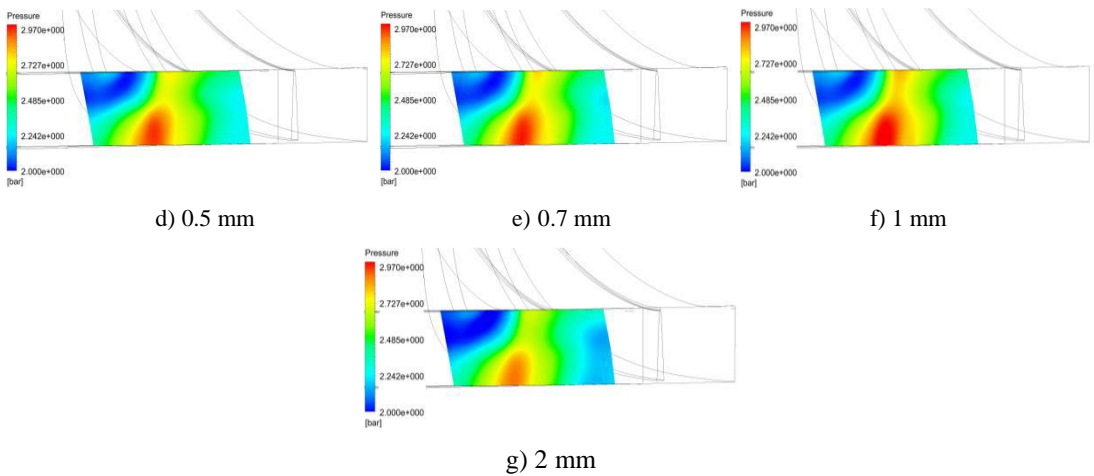 Pressure
2.970e+000
2.727e+000
2.485e+000
2.242e+000
2.000e+000
[bar]
d) 0.5 mm
Pressure
2.970e+000
2.727e+000
2.485e+000
2.242e+000
2.000e+000
[bar]
e) 0.7 mm
Pressure
2.970e+000
2.727e+000
2.485e+000
2.242e+000
2.000e+000
[bar]
f) 1 mm
Pressure
2.970e+000
2.727e+000
2.485e+000
2.242e+000
2.000e+000
[bar]
g) 2 mm